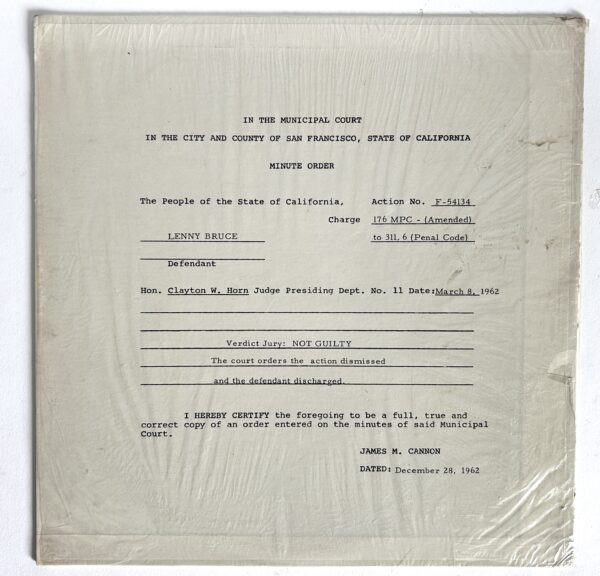 IN THE MUNICIPAL COURT
IN THE CITY AND COUNTY OF SAN FRANCISCO, STATE OF CALIFORNIA
MINUTE ORDER
The People of the State of California, Action No. F-54134
Charge 176 MPC - (Amended)
LENNY BRUCE to 311.6 (Penal Code)
Defendant
Hon. Clayton W. Horn Judge Presiding Dept. No. 11 Date:March 8, 1962
Verdict Jury: NOT GUILTY
The court orders the action dismissed
and the defendant discharged.
I HEREBY CERTIFY the foregoing to be a full, true and
correct copy of an order entered on the minutes of said Municipal
Court.
JAMES M. CANNON
DATED: December 28, 1962